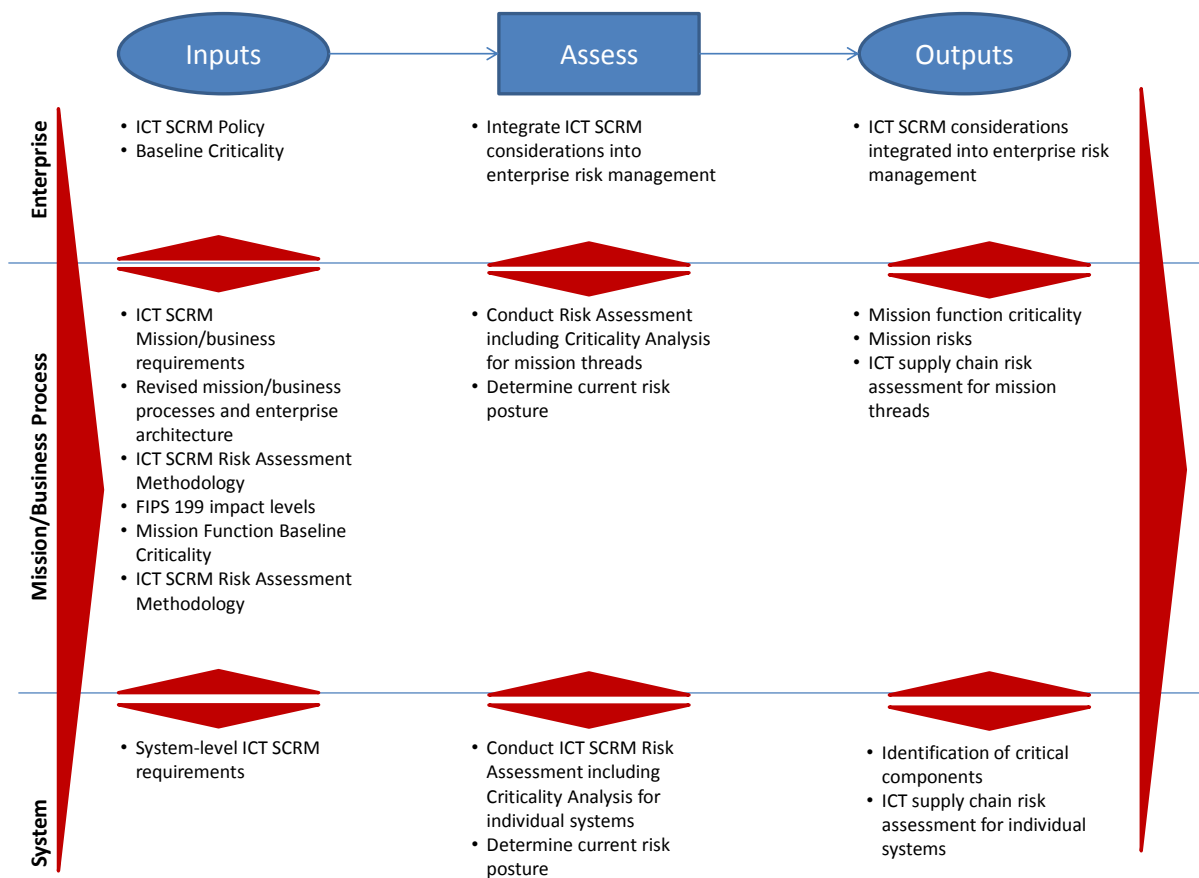 Inputs
Assess
Outputs
Enterprise
• ICT SCRM Policy
• Baseline Criticality
• Integrate ICT SCRM
considerations into
enterprise risk management
• ICT SCRM considerations
integrated into enterprise risk
management
Mission/Business Process
• ICT SCRM
Mission/business
requirements
• Revised mission/business
processes and enterprise
architecture
• ICT SCRM Risk Assessment
Methodology
• FIPS 199 impact levels
• Mission Function Baseline
Criticality
• ICT SCRM Risk Assessment
Methodology
• Conduct Risk Assessment
including Criticality Analysis
for mission threads
• Determine current risk
posture
• Mission function criticality
• Mission risks
• ICT supply chain risk
assessment for mission
threads
System
• System-level ICT SCRM
requirements
• Conduct ICT SCRM Risk
Assessment including
Criticality Analysis for
individual systems
• Determine current risk
posture
• Identification of critical
components
• ICT supply chain risk
assessment for individual
systems